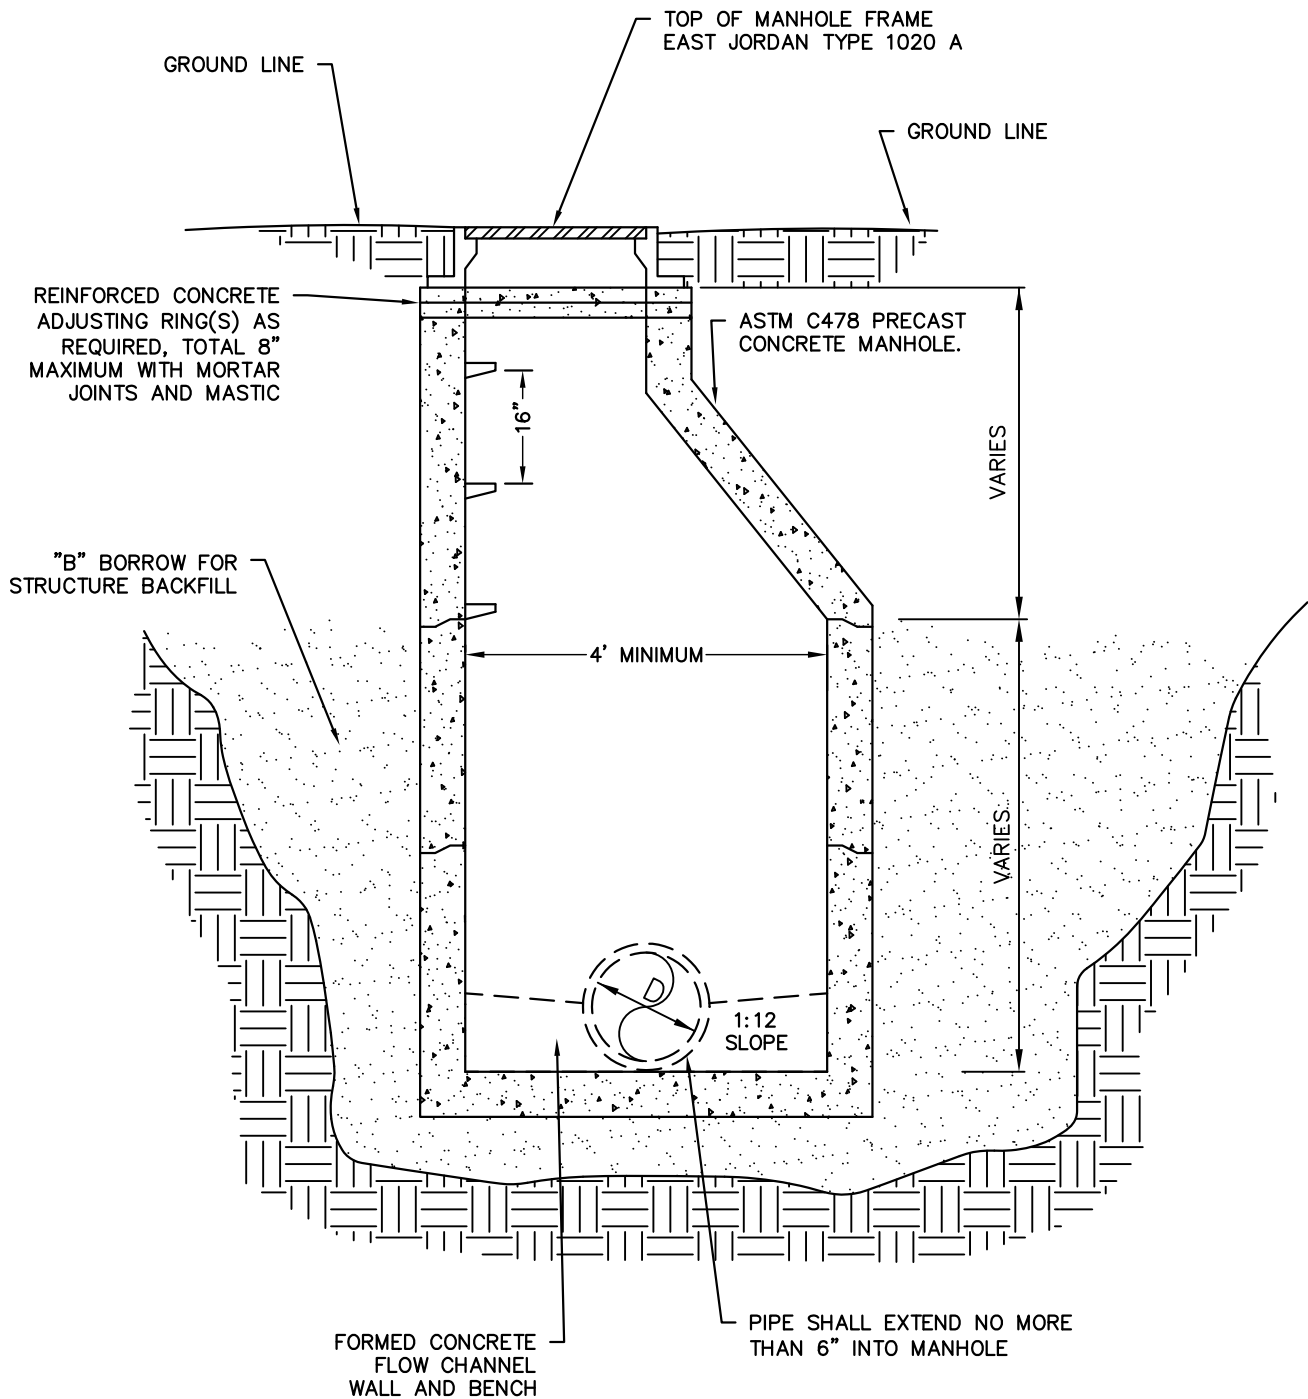 TOP OF MANHOLE FRAME
EAST JORDAN TYPE 1020 A
GROUND LINE
GROUND LINE
REINFORCED CONCRETE
ADJUSTING RING(S) AS
REQUIRED, TOTAL 8"
MAXIMUM WITH MORTAR
JOINTS AND MASTIC
ASTM C478 PRECAST
CONCRETE MANHOLE.
16"
VARIES
"B" BORROW FOR
STRUCTURE BACKFILL
4' MINIMUM
VARIES
D
1:12
SLOPE
PIPE SHALL EXTEND NO MORE
THAN 6" INTO MANHOLE
FORMED CONCRETE
FLOW CHANNEL
WALL AND BENCH